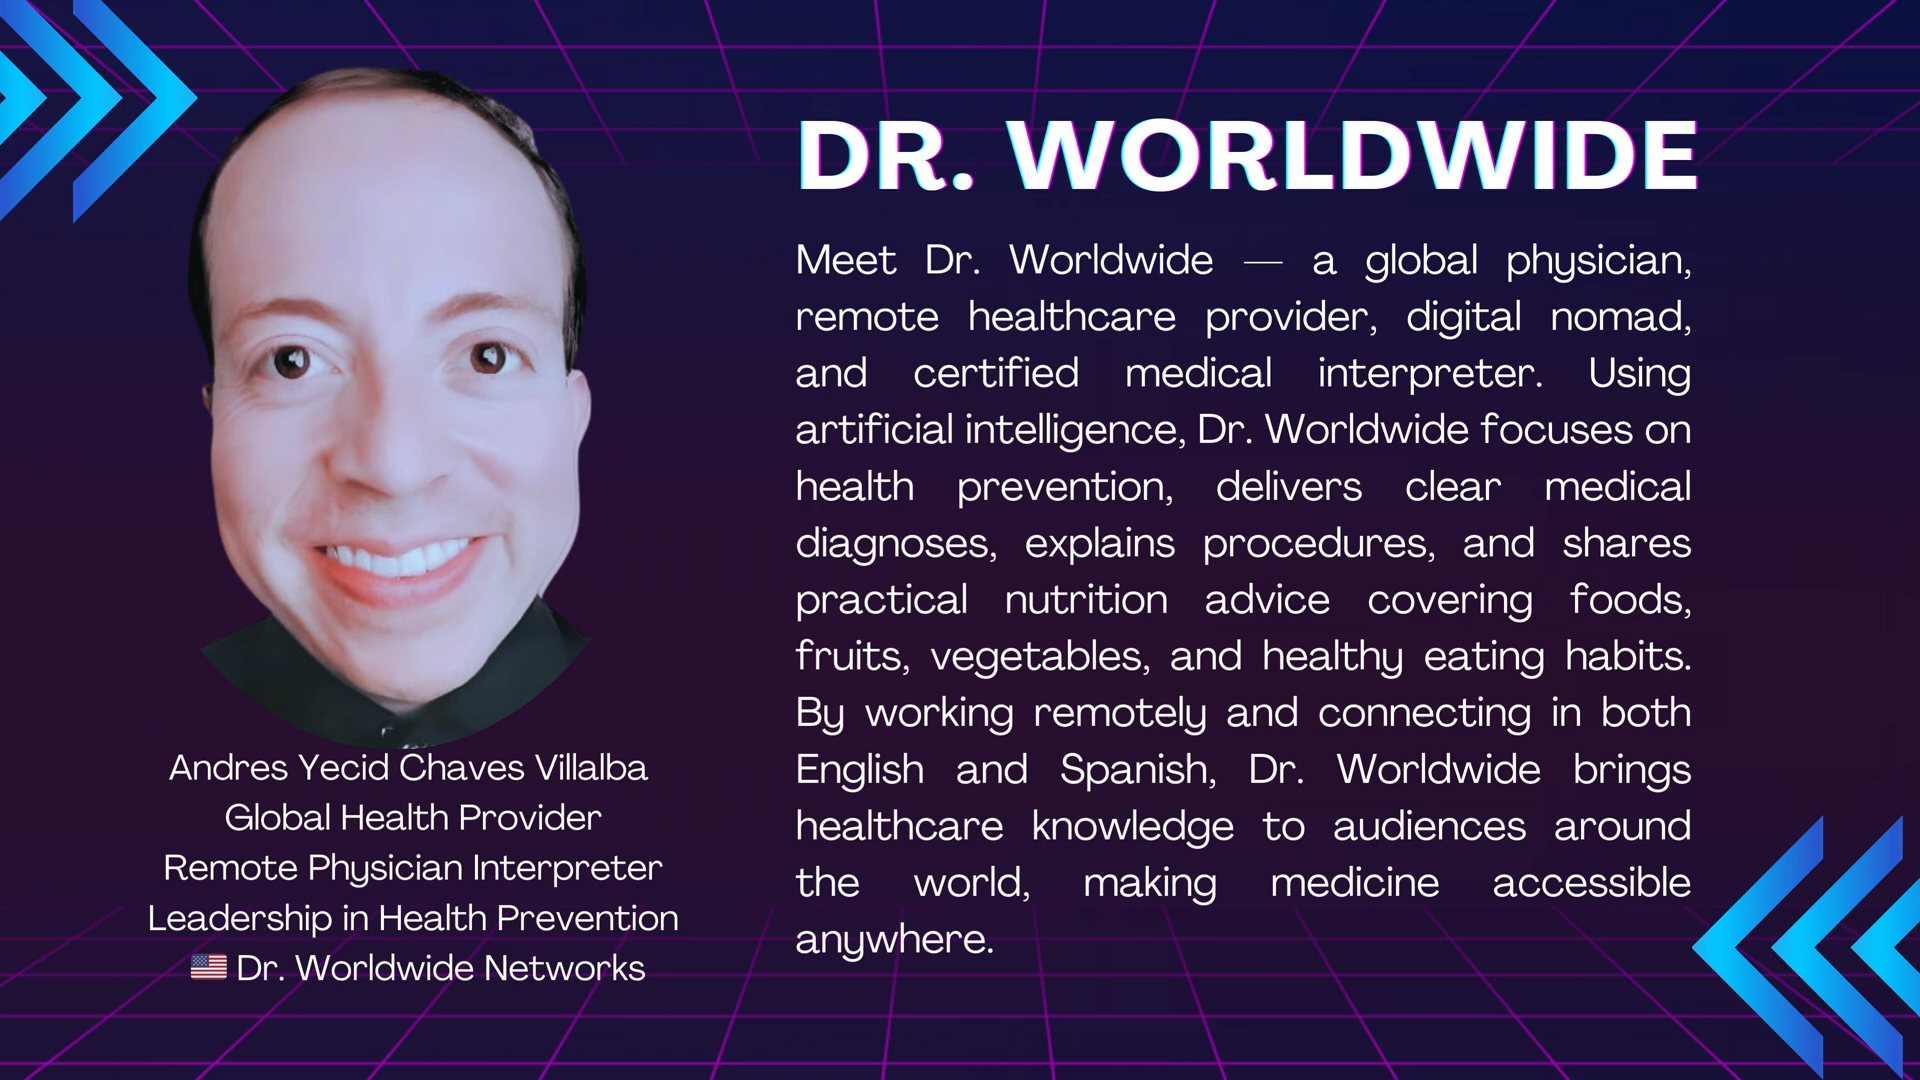 DR. WORLDWIDE
Meet Dr. Worldwide — a global physician,
remote healthcare provider, digital nomad,
and certified medical interpreter. Using
artificial intelligence, Dr. Worldwide focuses on
health prevention, delivers clear medical
diagnoses, explains procedures, and shares
practical nutrition advice covering foods,
fruits, vegetables, and healthy eating habits.
By working remotely and connecting in both
English and Spanish, Dr. Worldwide brings
healthcare knowledge to audiences around
the world, making medicine accessible
anywhere.
Andres Yecid Chaves Villalba
Global Health Provider
Remote Physician Interpreter
Leadership in Health Prevention
🇺🇸 Dr. Worldwide Networks